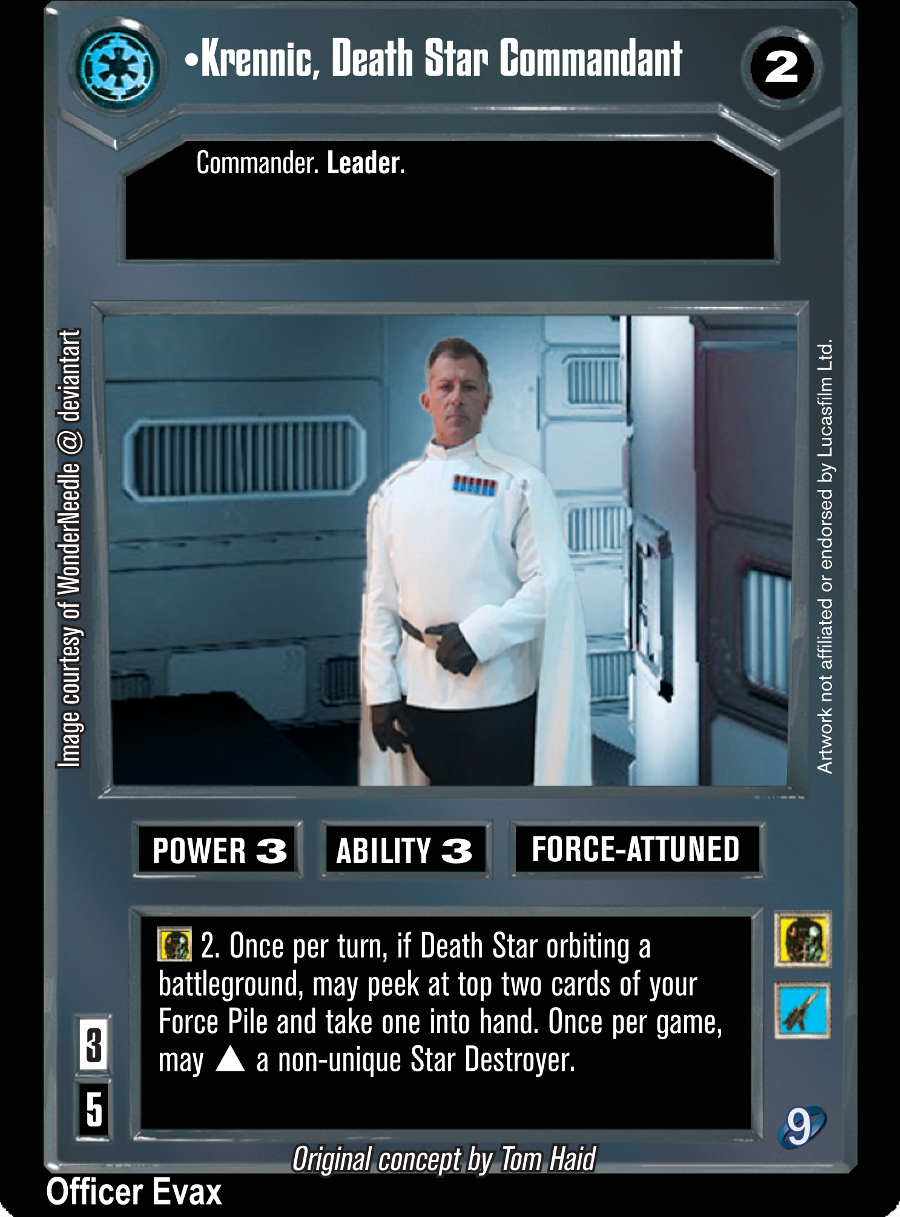 •Krennic, Death Star Commandant
2
Commander. Leader.
Image courtesy of WonderNeedle @ deviantart
Artwork not affiliated or endorsed by Lucasfilm Ltd.
POWER 3
ABILITY 3
FORCE-ATTUNED
2. Once per turn, if Death Star orbiting a
battleground, may peek at top two cards of your
Force Pile and take one into hand. Once per game,
may ▲ a non-unique Star Destroyer.
3
5
9
Original concept by Tom Haid
Officer Evax